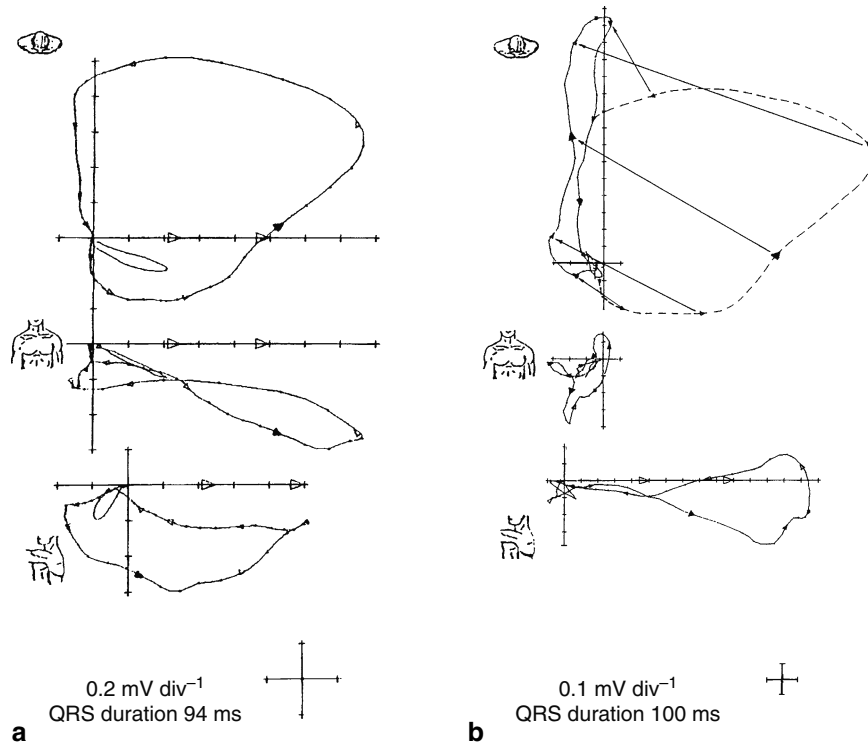 0.2 mV div⁻¹
QRS duration 94 ms
a
0.1 mV div⁻¹
QRS duration 100 ms
b